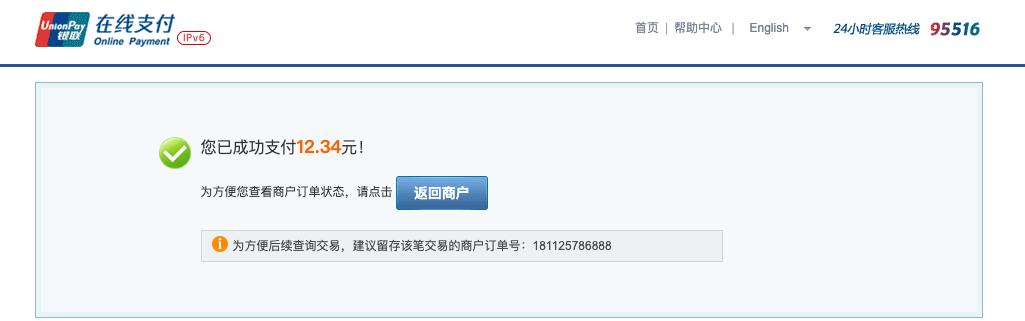 UnionPay 银联 在线支付 Online Payment IPv6
首页 | 帮助中心 | English 24小时客服热线 95516
您已成功支付12.34元!
为方便您查看商户订单状态，请点击 返回商户
为方便后续查询交易，建议留存该笔交易的商户订单号：181125786888